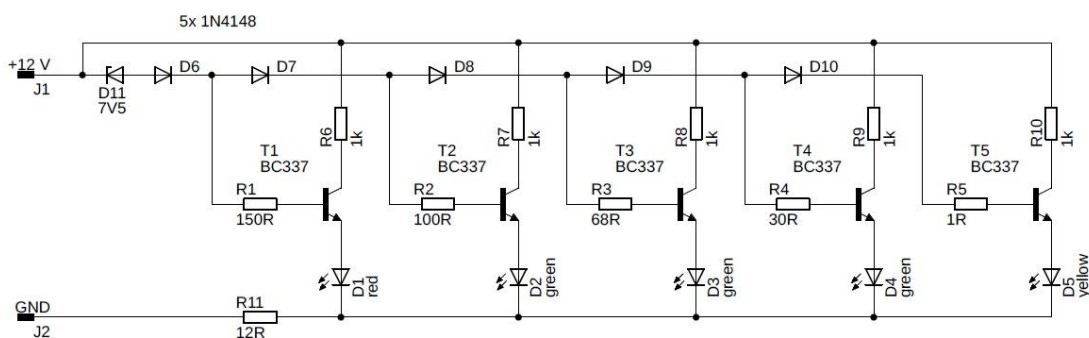 5x 1N4148
+12 V
J1
D11
7V5
D6
D7
D8
D9
D10
R6
1k
R7
1k
R8
1k
R9
1k
R10
1k
T1
BC337
T2
BC337
T3
BC337
T4
BC337
T5
BC337
R1
150R
R2
100R
R3
68R
R4
30R
R5
1R
D1
red
D2
green
D3
green
D4
green
D5
yellow
GND
J2
R11
12R